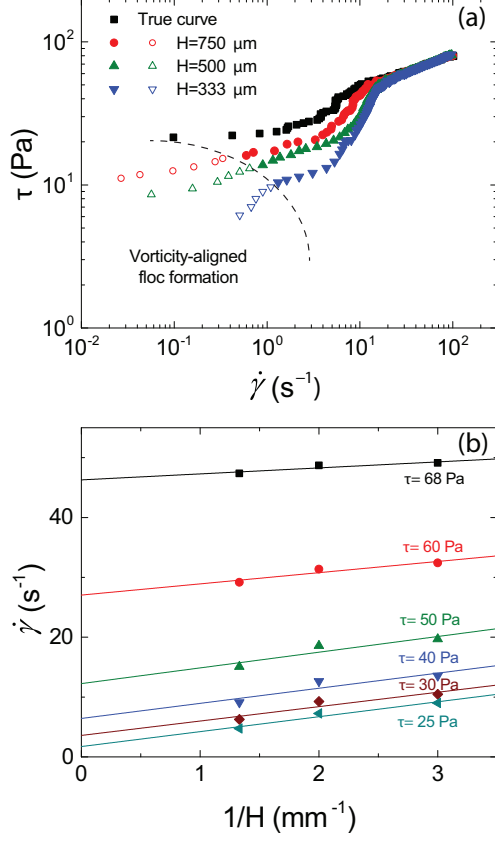 (a)
True curve
H=750 μm
H=500 μm
H=333 μm
10²
10¹
10⁰
τ (Pa)
Vorticity-aligned
floc formation
10⁻²
10⁻¹
10⁰
10¹
10²
γ̇ (s⁻¹)
(b)
τ= 68 Pa
τ= 60 Pa
τ= 50 Pa
τ= 40 Pa
τ= 30 Pa
τ= 25 Pa
40
20
0
γ̇ (s⁻¹)
0
1
2
3
1/H (mm⁻¹)